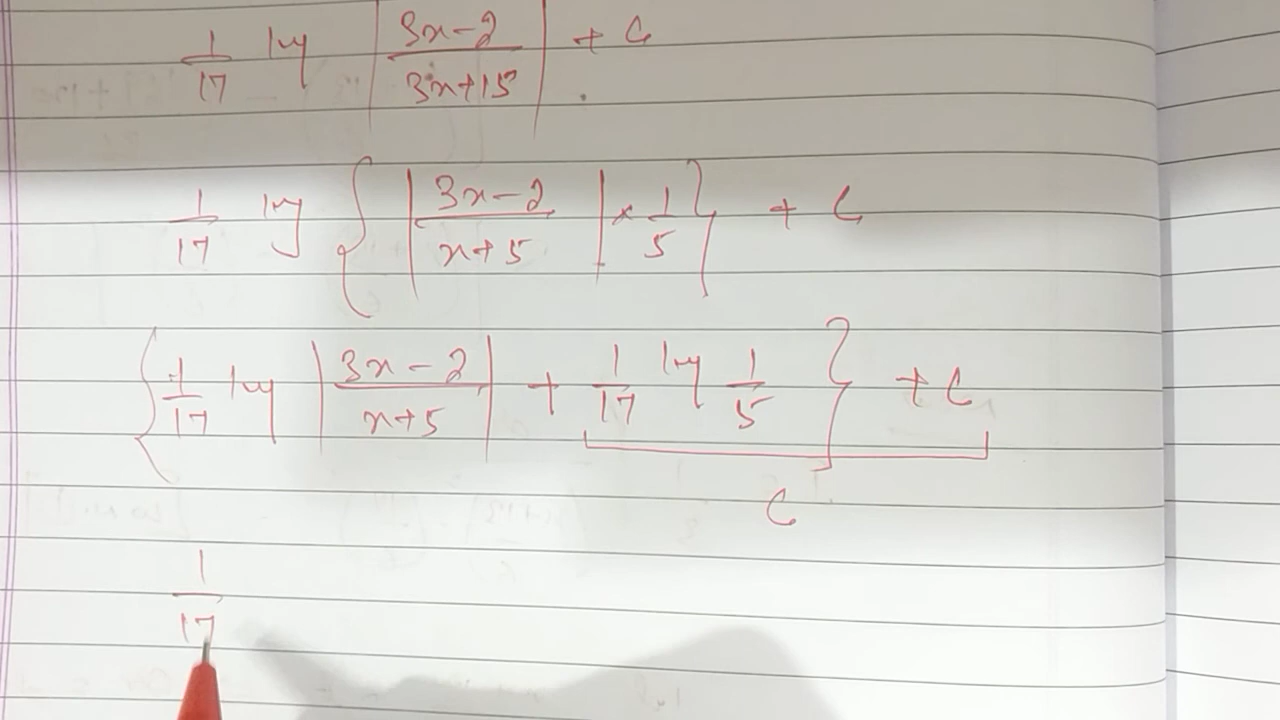 1/17 log |3x-2 / 3x+15| + C
1/17 log { |3x-2 / x+5| × 1/5 } + C
{ 1/17 log |3x-2 / x+5| + 1/17 log 1/5 } + C
C
1/17